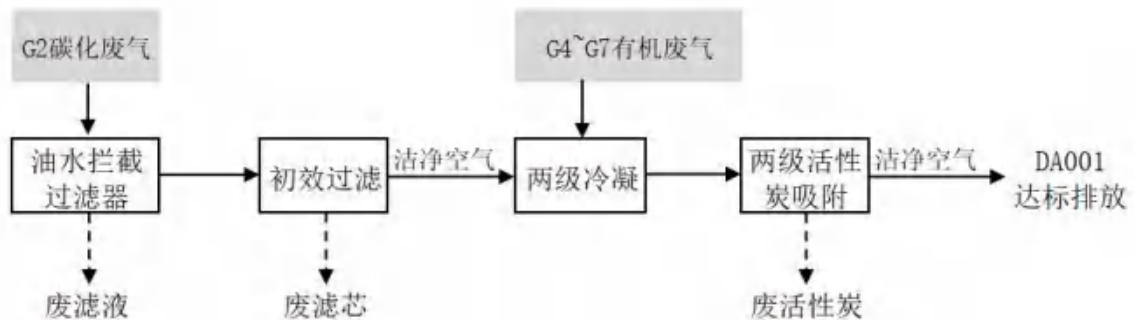 G2碳化废气
G4~G7有机废气
油水拦截
过滤器
初效过滤
洁净空气
两级冷凝
两级活性
炭吸附
洁净空气
DA001
达标排放
废滤液
废滤芯
废活性炭